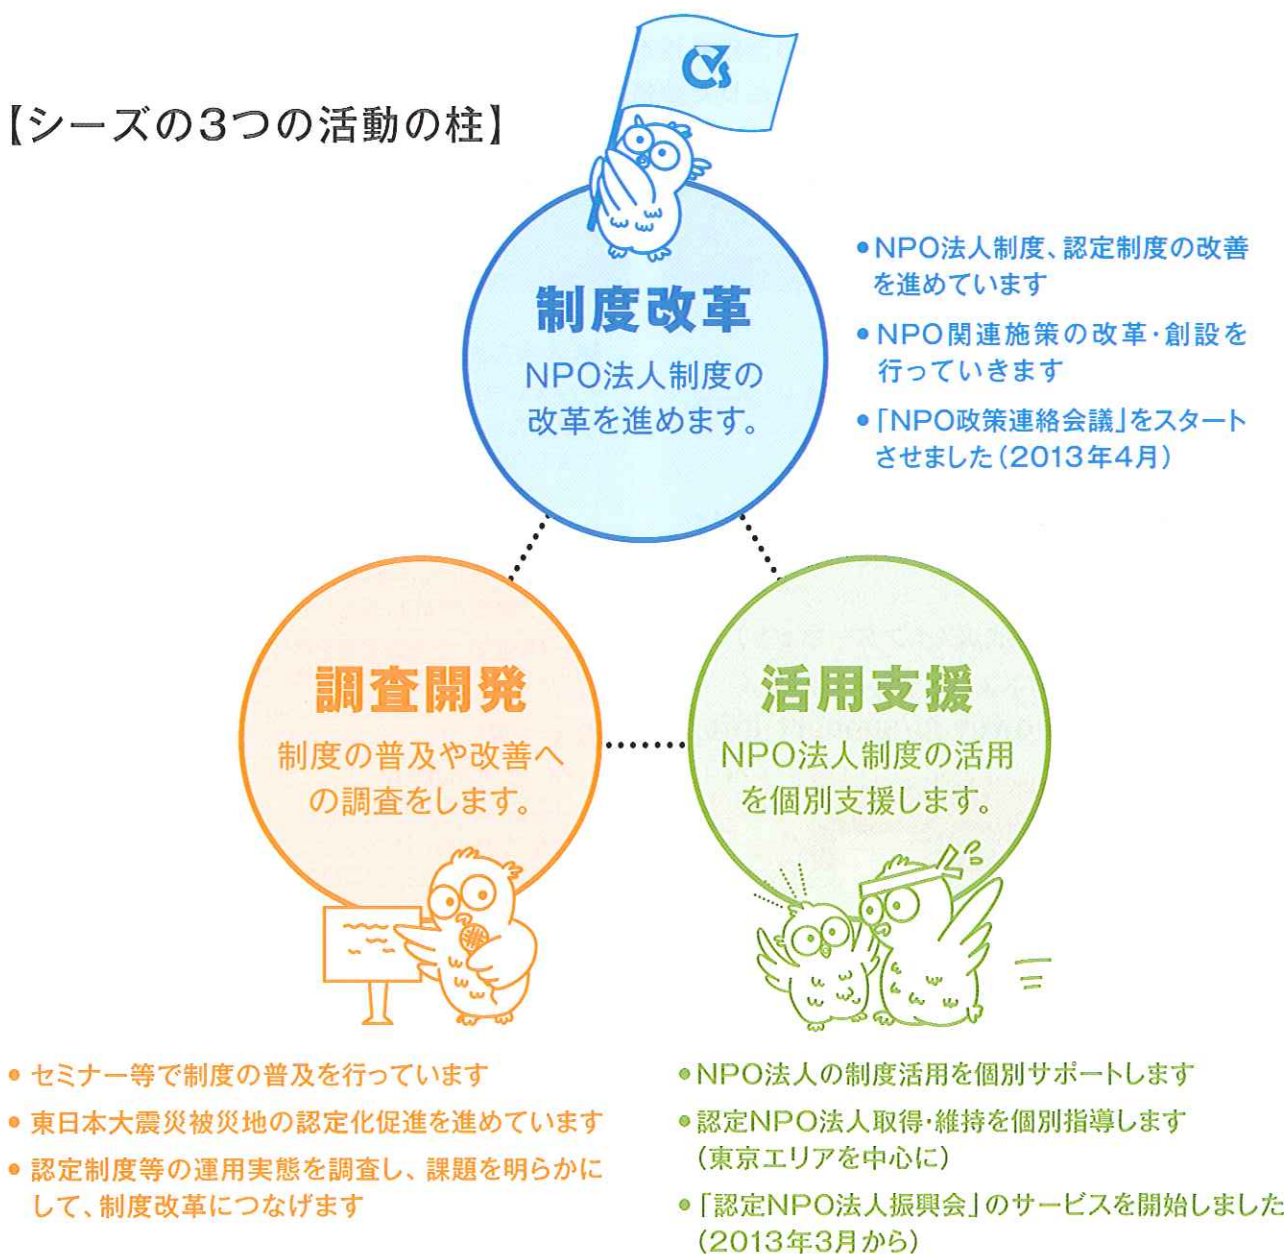 【シーズの3つの活動の柱】
CVs
制度改革
NPO法人制度の
改革を進めます。
●NPO法人制度、認定制度の改善
を進めています
●NPO関連施策の改革・創設を
行っていきます
●「NPO政策連絡会議」をスタート
させました(2013年4月)
調査開発
制度の普及や改善へ
の調査をします。
●セミナー等で制度の普及を行っています
●東日本大震災被災地の認定化促進を進めています
●認定制度等の運用実態を調査し、課題を明らかに
して、制度改革につなげます
活用支援
NPO法人制度の活用
を個別支援します。
●NPO法人の制度活用を個別サポートします
●認定NPO法人取得・維持を個別指導します
(東京エリアを中心に)
●「認定NPO法人振興会」のサービスを開始しました
(2013年3月から)